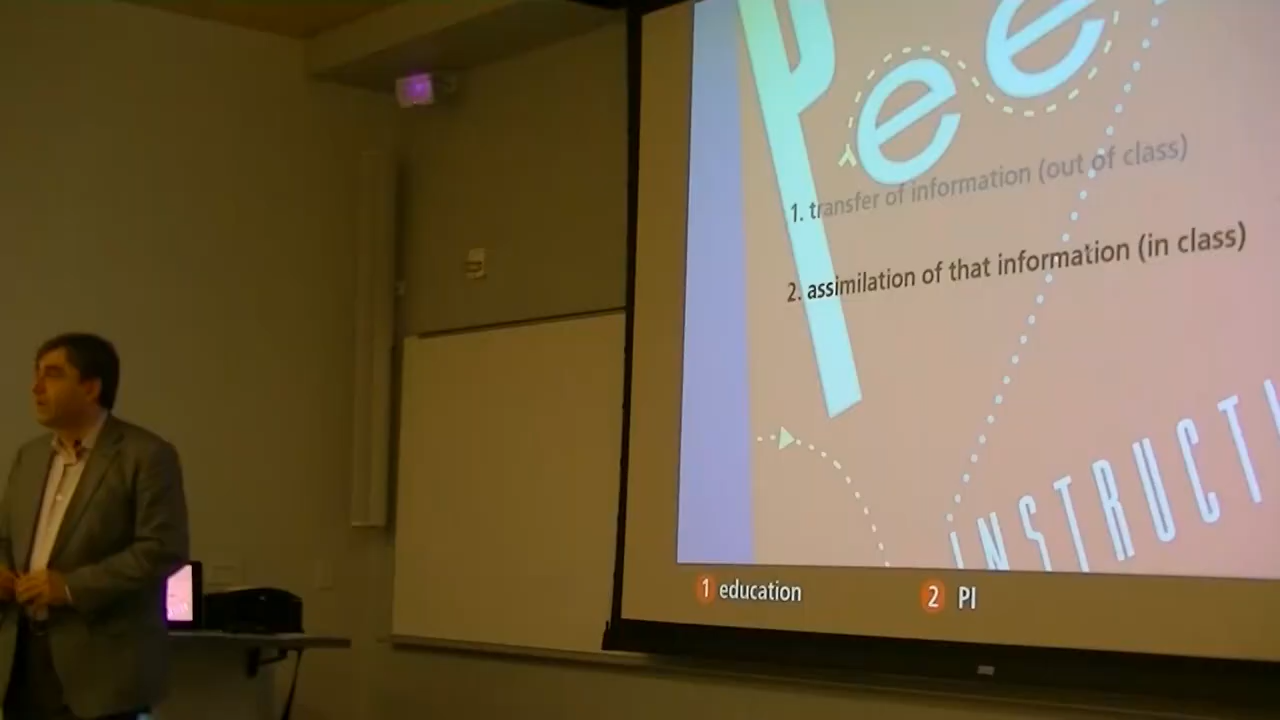 Pee
1. transfer of information (out of class)
2. assimilation of that information (in class)
INSTRUCTI
1 education
2 PI